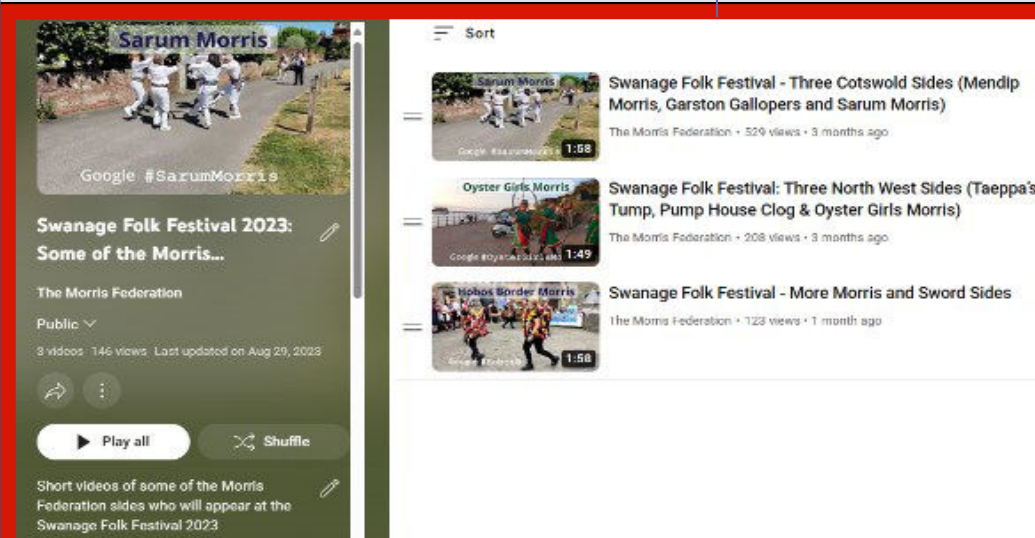 Sarum Morris
Google #SarumMorris
Swanage Folk Festival 2023:
Some of the Morris...
The Morris Federation
Public
3 videos 146 views Last updated on Aug 29, 2023
Play all
Shuffle
Short videos of some of the Morris
Federation sides who will appear at the
Swanage Folk Festival 2023
Sort
Sarum Morris
Google #SarumMorris
1:58
Swanage Folk Festival - Three Cotswold Sides (Mendip
Morris, Garston Gallopers and Sarum Morris)
The Morris Federation • 529 views • 3 months ago
Oyster Girls Morris
Google #OysterGirlsMo
1:49
Swanage Folk Festival: Three North West Sides (Taeppa's
Tump, Pump House Clog & Oyster Girls Morris)
The Morris Federation • 208 views • 3 months ago
Hobos Border Morris
Google
1:58
Swanage Folk Festival - More Morris and Sword Sides
The Morris Federation • 123 views • 1 month ago